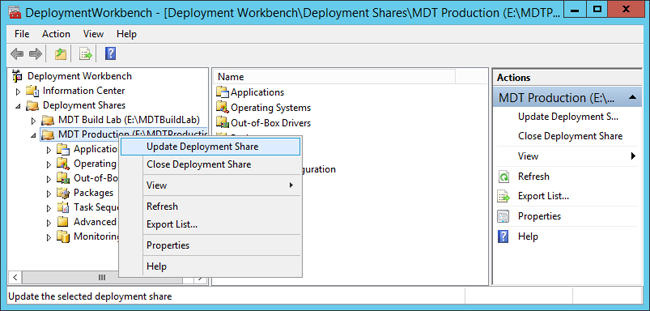 DeploymentWorkbench - [Deployment Workbench\Deployment Shares\MDT Production (E:\MDTP...
File Action View Help
Deployment Workbench
Information Center
Deployment Shares
MDT Build Lab (E:\MDTBuildLab)
MDT Production (E:\MDTProductio
Applicatio
Operating
Out-of-Bo
Packages
Task Seque
Advanced
Monitoring
Update Deployment Share
Close Deployment Share
View
Refresh
Export List...
Properties
Help
Name
Applications
Operating Systems
Out-of-Box Drivers
guration
Actions
MDT Production (E:\...
Update Deployment S...
Close Deployment Share
View
Refresh
Export List...
Properties
Help
Update the selected deployment share